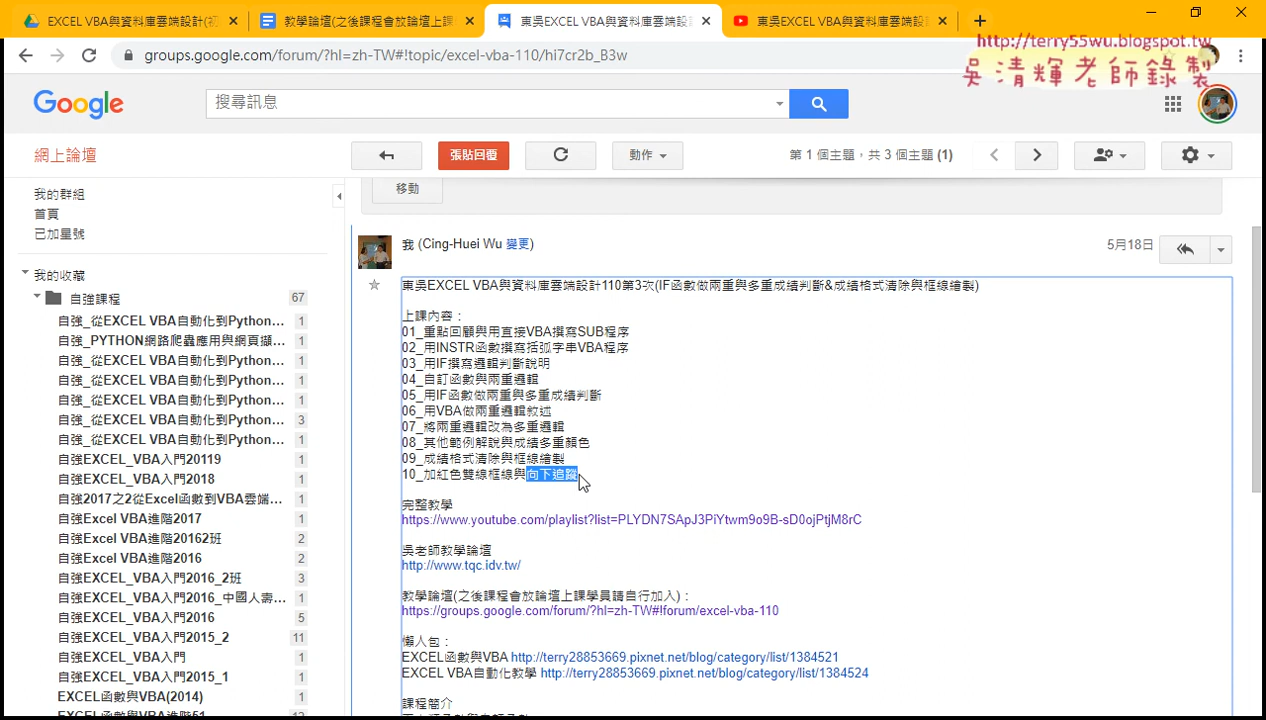 EXCEL VBA與資料庫雲端設計(初
教學論壇(之後課程會放論壇上課
東吳EXCEL VBA與資料庫雲端設計
東吳EXCEL VBA與資料庫雲端設計
http://terry55wu.blogspot.tw
吳清輝老師錄製
groups.google.com/forum/?hl=zh-TW#!topic/excel-vba-110/hi7cr2b_B3w
Google
搜尋訊息
網上論壇
張貼回覆
動作
第 1 個主題，共 3 個主題 (1)
我的群組
首頁
已加星號
我的收藏
自強課程 67
自強_從EXCEL VBA自動化到Python... 1
自強_PYTHON網路爬蟲應用與網頁擷... 1
自強_從EXCEL VBA自動化到Python... 1
自強_從EXCEL VBA自動化到Python... 1
自強_從EXCEL VBA自動化到Python... 1
自強_從EXCEL VBA自動化到Python... 3
自強_從EXCEL VBA自動化到Python... 1
自強EXCEL_VBA入門20119 1
自強EXCEL_VBA入門2018 1
自強2017之2從Excel函數到VBA雲端... 1
自強Excel VBA進階2017 1
自強Excel VBA進階20162班 2
自強Excel VBA進階2016 2
自強EXCEL_VBA入門2016_2班 3
自強EXCEL_VBA入門2016_中國人壽... 1
自強EXCEL_VBA入門2016 5
自強EXCEL_VBA入門2015_2 11
自強EXCEL_VBA入門 1
自強EXCEL_VBA入門2015_1 1
EXCEL函數與VBA(2014) 1
EXCEL函數與VBA進階51 12
移動
我 (Cing-Huei Wu 變更)
5月18日
東吳EXCEL VBA與資料庫雲端設計110第3次(IF函數做兩重與多重成績判斷&成績格式清除與框線繪製)
上課內容：
01_重點回顧與用直接VBA撰寫SUB程序
02_用INSTR函數撰寫括弧字串VBA程序
03_用IF撰寫邏輯判斷說明
04_自訂函數與兩重邏輯
05_用IF函數做兩重與多重成績判斷
06_用VBA做兩重邏輯敘述
07_將兩重邏輯改為多重邏輯
08_其他範例解說與成績多重顏色
09_成績格式清除與框線繪製
10_加紅色雙線框線與向下追蹤
完整教學
https://www.youtube.com/playlist?list=PLYDN7SApJ3PiYtwm9o9B-sD0ojPtjM8rC
吳老師教學論壇
http://www.tqc.idv.tw/
教學論壇(之後課程會放論壇上課學員請自行加入)：
https://groups.google.com/forum/?hl=zh-TW#!forum/excel-vba-110
懶人包：
EXCEL函數與VBA http://terry28853669.pixnet.net/blog/category/list/1384521
EXCEL VBA自動化教學 http://terry28853669.pixnet.net/blog/category/list/1384524
課程簡介